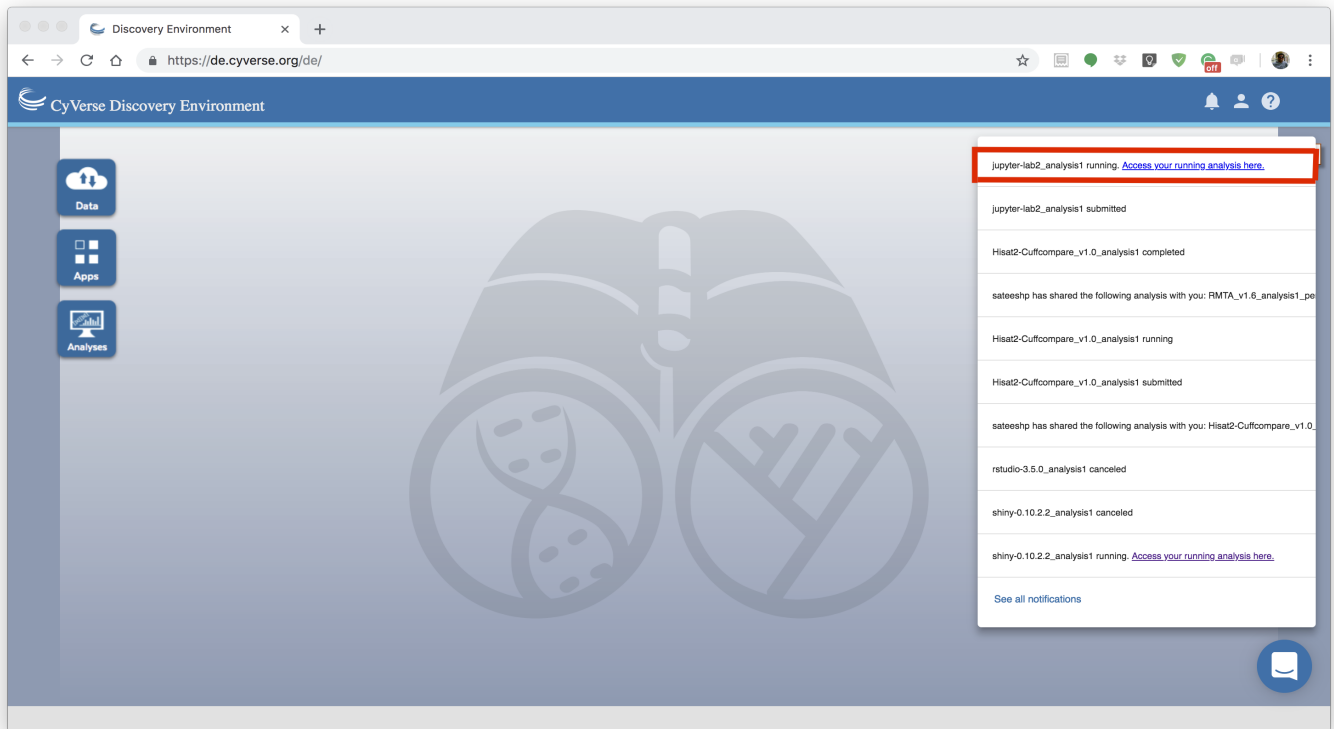 Discovery Environment
https://de.cyverse.org/de/
off
CyVerse Discovery Environment
Data
Apps
Analyses
jupyter-lab2_analysis1 running. Access your running analysis here.
jupyter-lab2_analysis1 submitted
Hisat2-Cuffcompare_v1.0_analysis1 completed
sateeshp has shared the following analysis with you: RMTA_v1.6_analysis1_pe
Hisat2-Cuffcompare_v1.0_analysis1 running
Hisat2-Cuffcompare_v1.0_analysis1 submitted
sateeshp has shared the following analysis with you: Hisat2-Cuffcompare_v1.0_
rstudio-3.5.0_analysis1 canceled
shiny-0.10.2.2_analysis1 canceled
shiny-0.10.2.2_analysis1 running. Access your running analysis here.
See all notifications